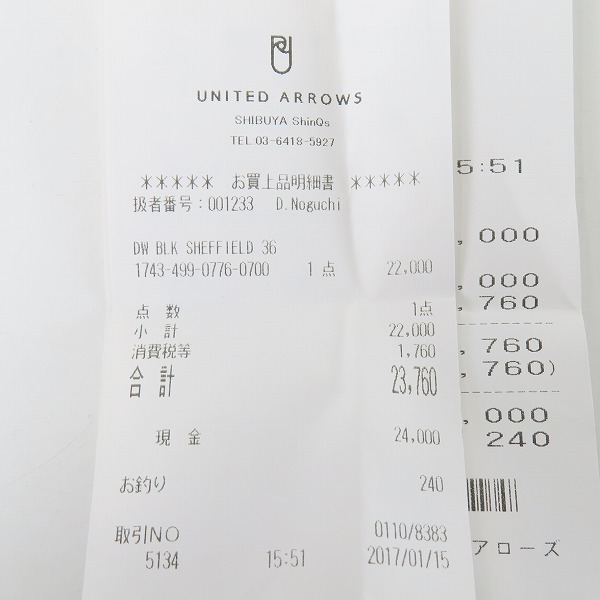 UNITED ARROWS
SHIBUYA ShinQs
TEL 03-6418-5927
***** お買上品明細書 *****
扱者番号:001233 D.Noguchi
DW BLK SHEFFIELD 36
1743-499-0776-0700 1点 22,000
点 数 1点
小 計 22,000
消費税等 1,760
合 計 23,760
現 金 24,000
お釣り 240
取引NO 0110/8383
5134 15:51 2017/01/15
5:51
,000
,000
,760
,760
,760)
,000
240
アローズ